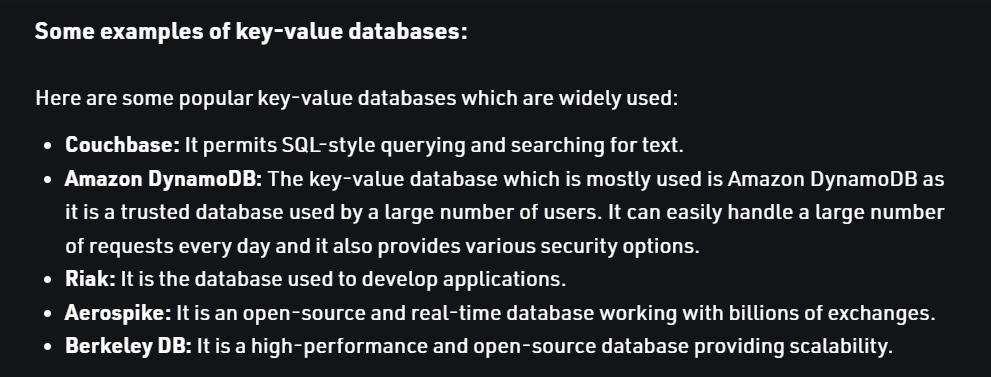 Some examples of key-value databases:
Here are some popular key-value databases which are widely used:
• Couchbase: It permits SQL-style querying and searching for text.
• Amazon DynamoDB: The key-value database which is mostly used is Amazon DynamoDB as
it is a trusted database used by a large number of users. It can easily handle a large number
of requests every day and it also provides various security options.
• Riak: It is the database used to develop applications.
• Aerospike: It is an open-source and real-time database working with billions of exchanges.
• Berkeley DB: It is a high-performance and open-source database providing scalability.